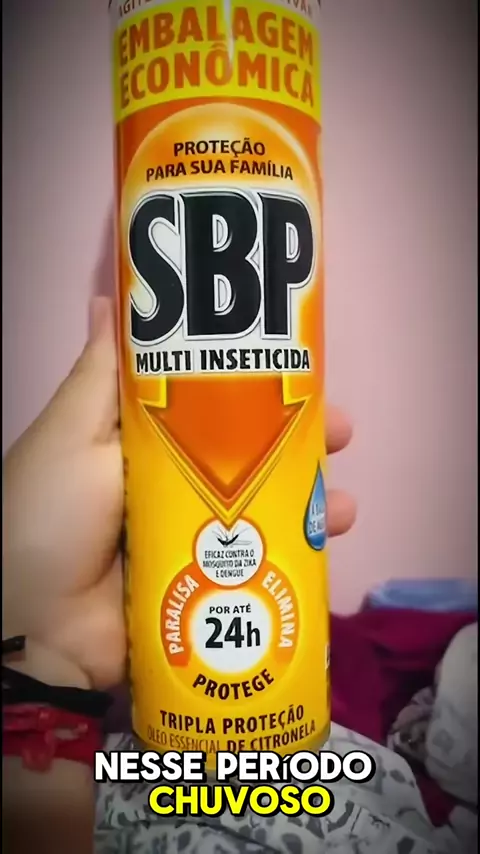 EMBALAGEM
ECONÔMICA
PROTEÇÃO
PARA SUA FAMÍLIA
SBP
MULTI INSETICIDA
EFICAZ CONTRA O
MOSQUITO DA ZIKA
E DENGUE
PARALISA
ELIMINA
POR ATÉ
24h
PROTEGE
TRIPLA PROTEÇÃO
ÓLEO ESSENCIAL DE CITRONELA
NESSE PERÍODO
CHUVOSO